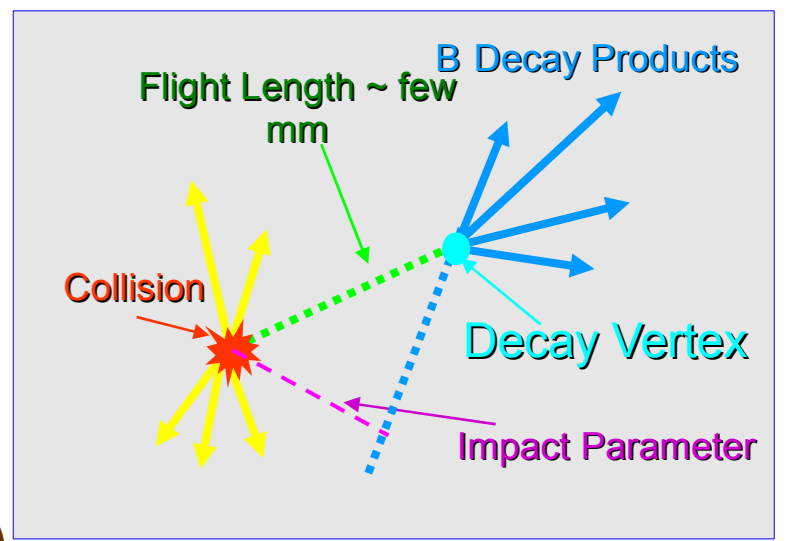 B Decay Products
Flight Length ~ few
mm
Collision
Decay Vertex
Impact Parameter